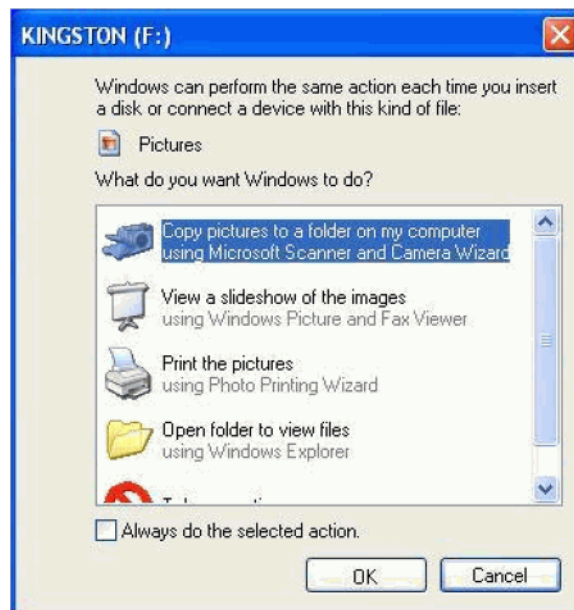 KINGSTON (F:)
Windows can perform the same action each time you insert
a disk or connect a device with this kind of file:
Pictures
What do you want Windows to do?
Copy pictures to a folder on my computer
using Microsoft Scanner and Camera Wizard
View a slideshow of the images
using Windows Picture and Fax Viewer
Print the pictures
using Photo Printing Wizard
Open folder to view files
using Windows Explorer
Always do the selected action.
OK
Cancel